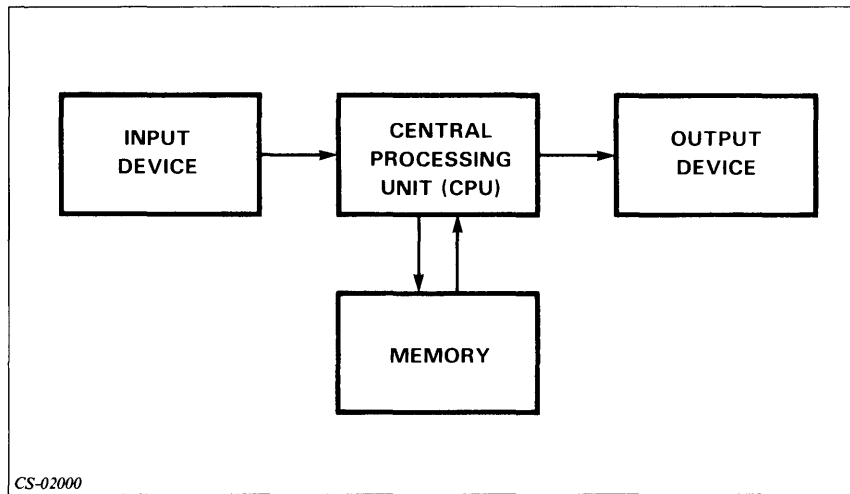 INPUT
DEVICE
CENTRAL
PROCESSING
UNIT (CPU)
OUTPUT
DEVICE
MEMORY
CS-02000